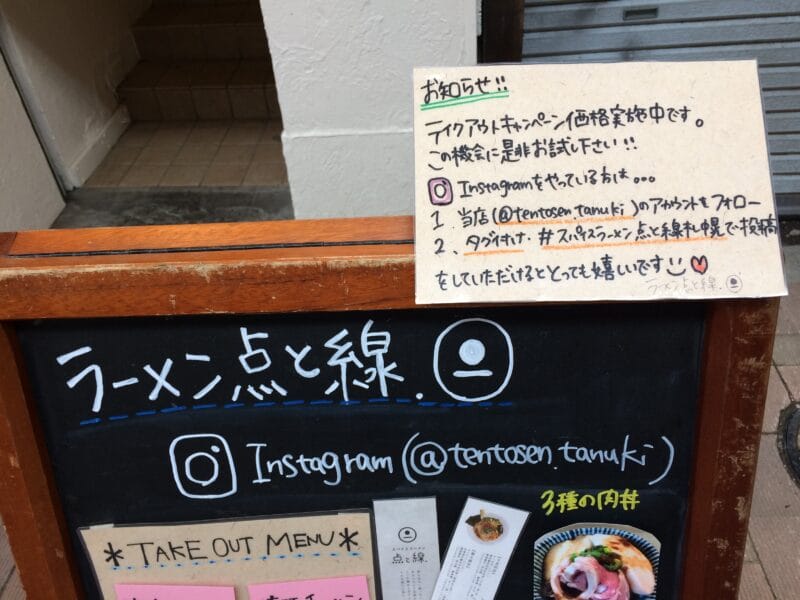 お知らせ!!
テイクアウトキャンペーン価格実施中です。
この機会に是非お試し下さい!!
Instagramをやっている方は...
1. 当店(@tentosen.tanuki)のアカウントをフォロー
2、タグ付け・#スパイスラーメン点と線札幌で投稿
をしていただけるととっても嬉しいです
ラーメン点と線.
ラーメン点と線.
Instagram(@tentosen.tanuki)
3種の肉丼
*TAKE OUT MENU*
点と線.